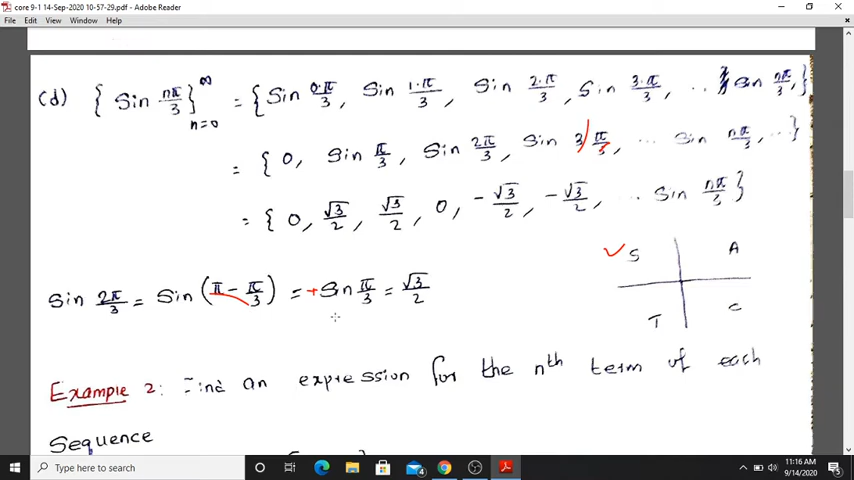 core 9-1 14-Sep-2020 10-57-29.pdf - Adobe Reader
File Edit View Window Help
(d) { Sin nπ/3 }∞ n=0 = { Sin 0·π/3, Sin 1·π/3, Sin 2·π/3, Sin 3·π/3, ... Sin nπ/3, }
= { 0, Sin π/3, Sin 2π/3, Sin 3π/3, ... Sin nπ/3, ... }
= { 0, √3/2, √3/2, 0, -√3/2, -√3/2, ... Sin nπ/3 }
✓ S A
T C
Sin 2π/3 = Sin (π - π/3) = + Sin π/3 = √3/2
Example 2: Find an expression for the nth term of each
Sequence
Type here to search
11:16 AM
9/14/2020